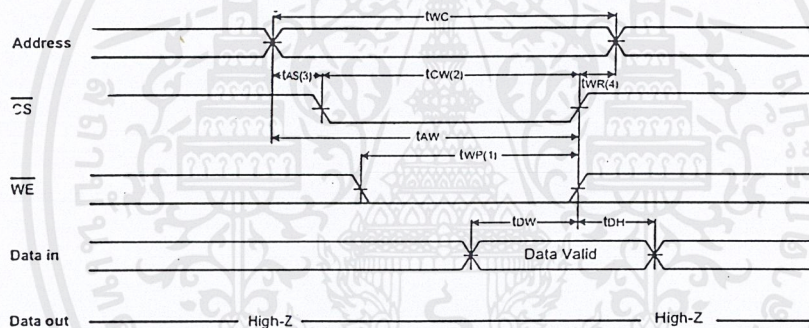 tWC
Address
tAS(3) tCW(2) tWR(4)
CS
tAW
tWP(1)
WE
tDW tDH
Data in Data Valid
Data out High-Z High-Z